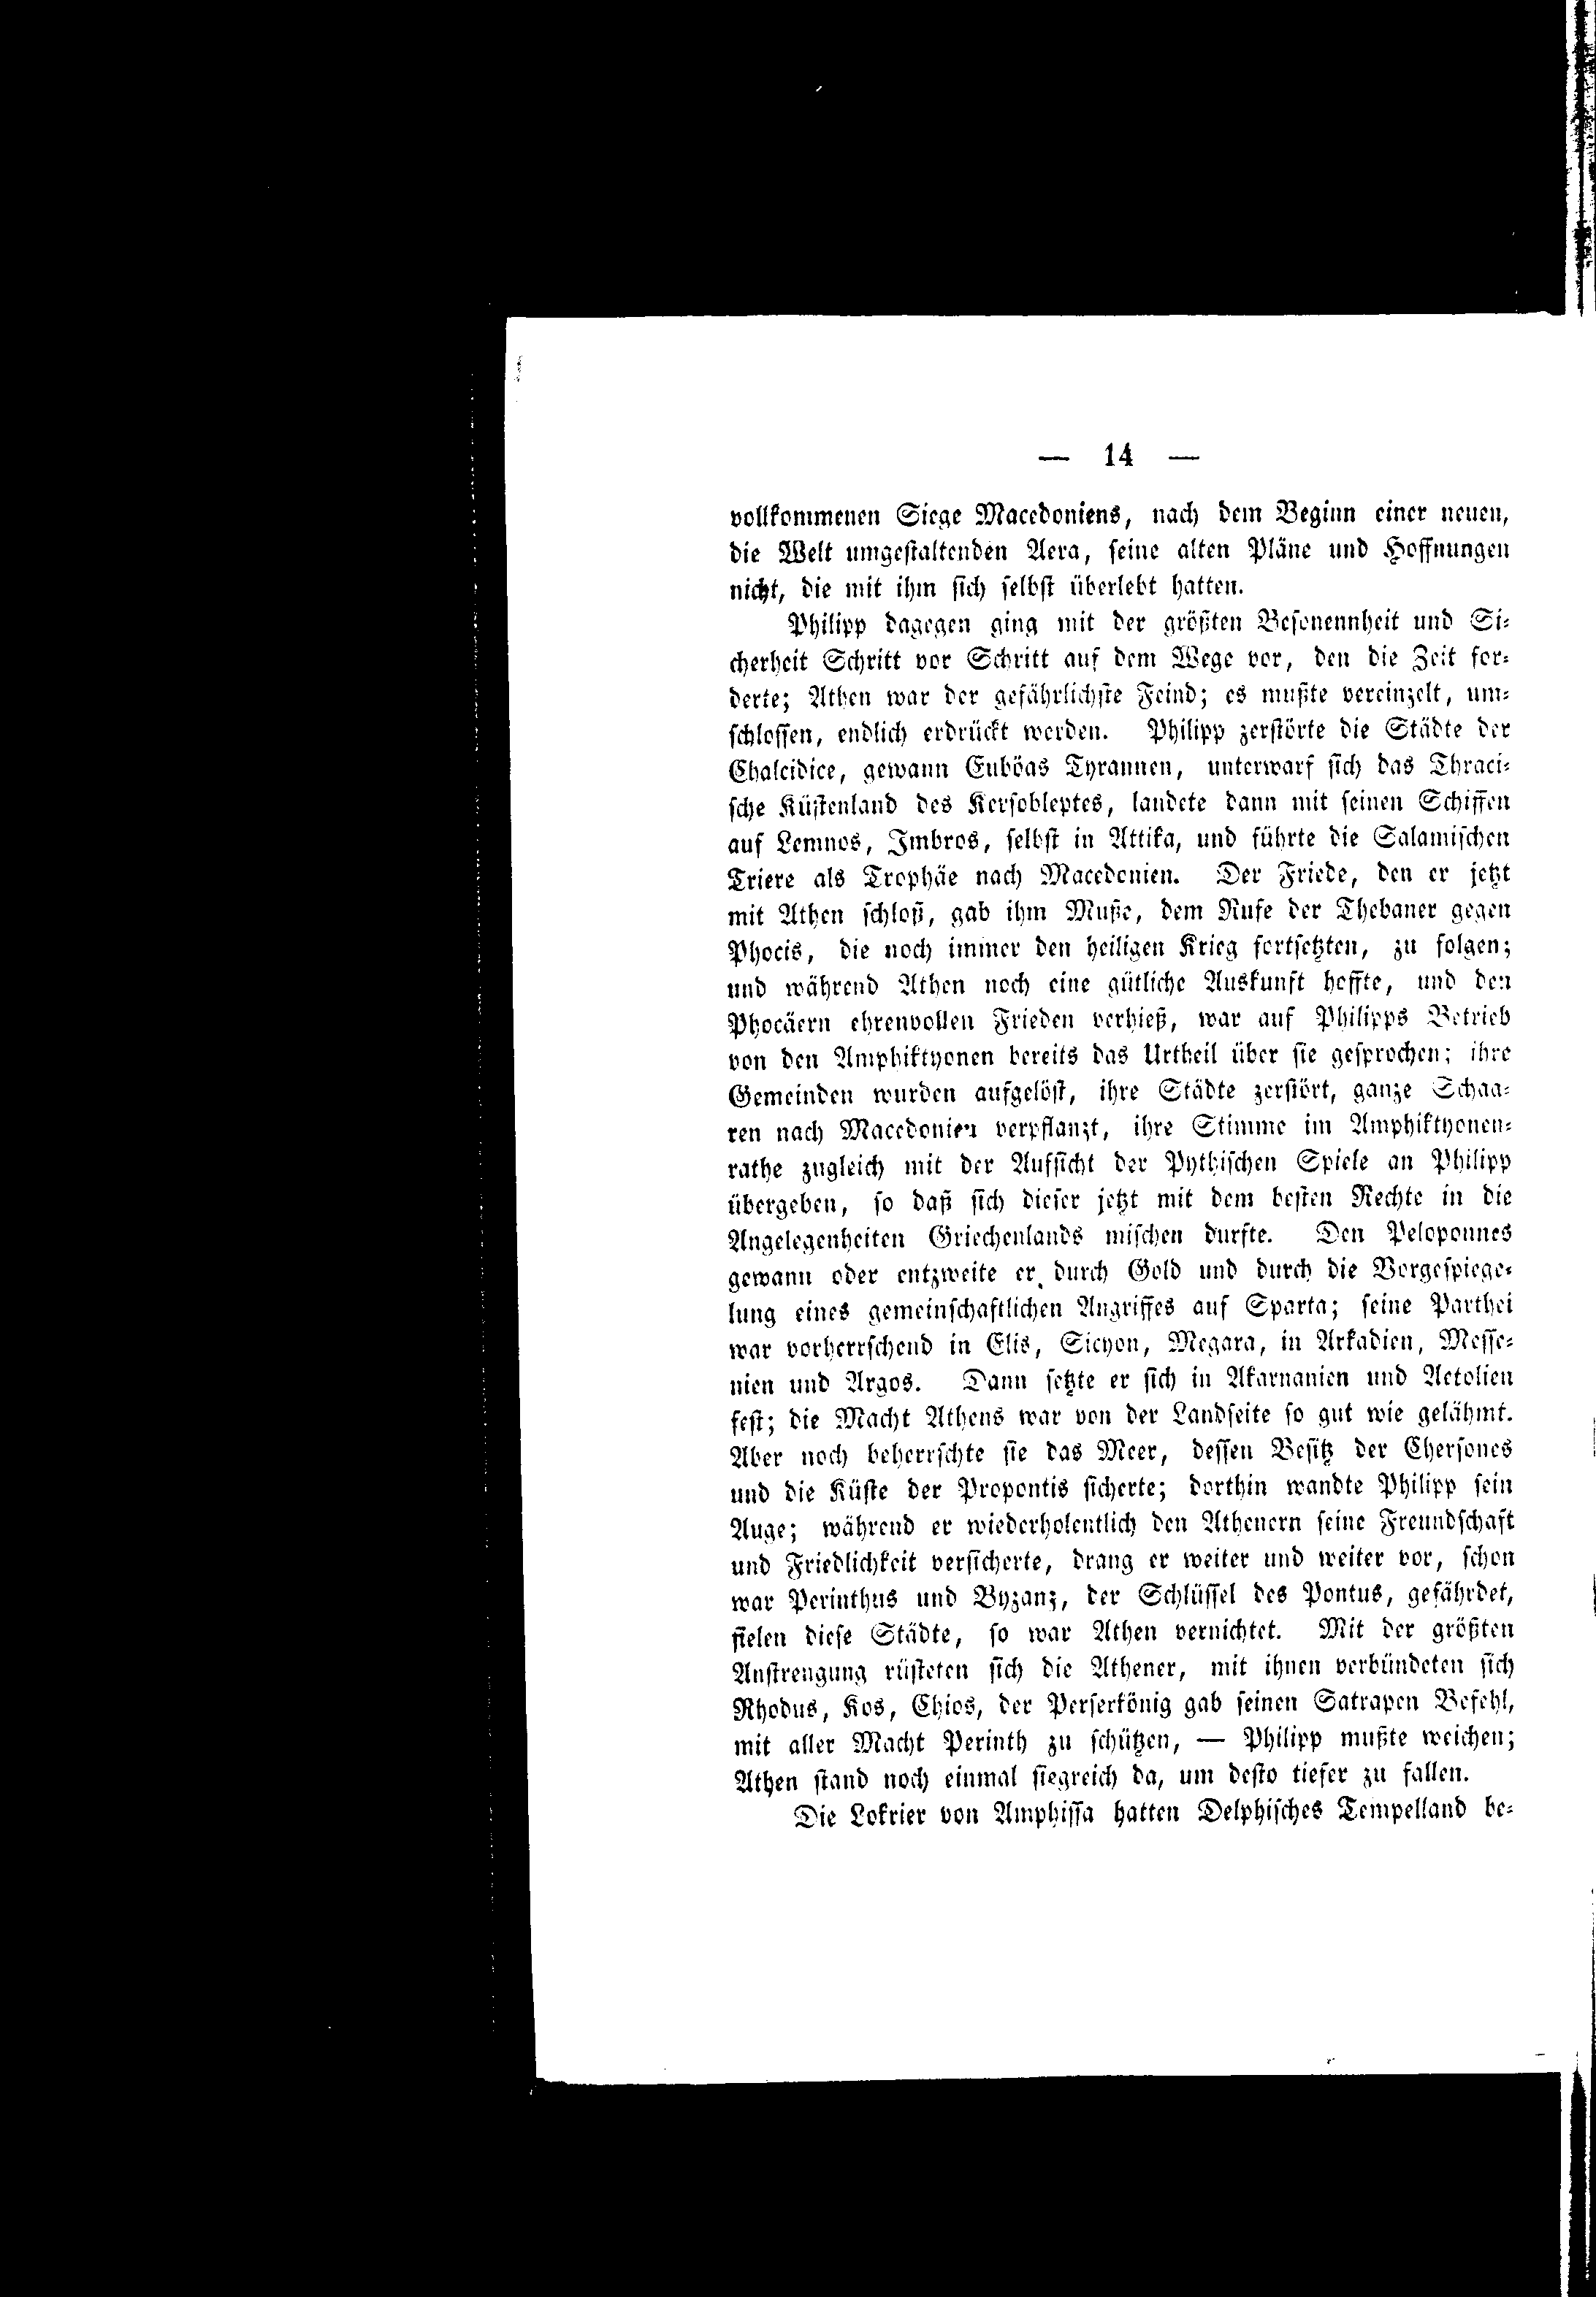 — 14 —
vollkommenen Siege Macedoniens, nach dem Beginn einer neuen,
die Welt umgestaltenden Aera, seine alten Pläne und Hoffnungen
nicht, die mit ihm sich selbst überlebt hatten.
Philipp dagegen ging mit der größten Besonennheit und Si-
cherheit Schritt vor Schritt auf dem Wege vor, den die Zeit for-
derte; Athen war der gefährlichste Feind; es mußte vereinzelt, um-
schlossen, endlich erdrückt werden. Philipp zerstörte die Städte der
Chalcidice, gewann Euböas Tyrannen, unterwarf sich das Thraci-
sche Küstenland des Kersobleptes, landete dann mit seinen Schiffen
auf Lemnos, Imbros, selbst in Attika, und führte die Salamischen
Triere als Trophäe nach Macedonien. Der Friede, den er jetzt
mit Athen schloß, gab ihm Muße, dem Rufe der Thebaner gegen
Phocis, die noch immer den heiligen Krieg fortsetzten, zu folgen;
und während Athen noch eine gütliche Auskunft hoffte, und den
Phocäern ehrenvollen Frieden verhieß, war auf Philipps Betrieb
von den Amphiktyonen bereits das Urtheil über sie gesprochen; ihre
Gemeinden wurden aufgelöst, ihre Städte zerstört, ganze Schaa-
ren nach Macedonien verpflanzt, ihre Stimme im Amphiktyonen-
rathe zugleich mit der Aufsicht der Pythischen Spiele an Philipp
übergeben, so daß sich dieser jetzt mit dem besten Rechte in die
Angelegenheiten Griechenlands mischen durfte. Den Peloponnes
gewann oder entzweite er durch Gold und durch die Vorgespiege-
lung eines gemeinschaftlichen Angriffes auf Sparta; seine Parthei
war vorherrschend in Elis, Sicyon, Megara, in Arkadien, Messe-
nien und Argos. Dann setzte er sich in Akarnanien und Aetolien
fest; die Macht Athens war von der Landseite so gut wie gelähmt.
Aber noch beherrschte sie das Meer, dessen Besitz der Chersones
und die Küste der Propontis sicherte; dorthin wandte Philipp sein
Auge; während er wiederholentlich den Athenern seine Freundschaft
und Friedlichkeit versicherte, drang er weiter und weiter vor, schon
war Perinthus und Byzanz, der Schlüssel des Pontus, gefährdet,
fielen diese Städte, so war Athen vernichtet. Mit der größten
Anstrengung rüsteten sich die Athener, mit ihnen verbündeten sich
Rhodus, Kos, Chios, der Perserkönig gab seinen Satrapen Befehl,
mit aller Macht Perinth zu schützen, — Philipp mußte weichen;
Athen stand noch einmal siegreich da, um desto tiefer zu fallen.
Die Lokrier von Amphissa hatten Delphisches Tempelland be-